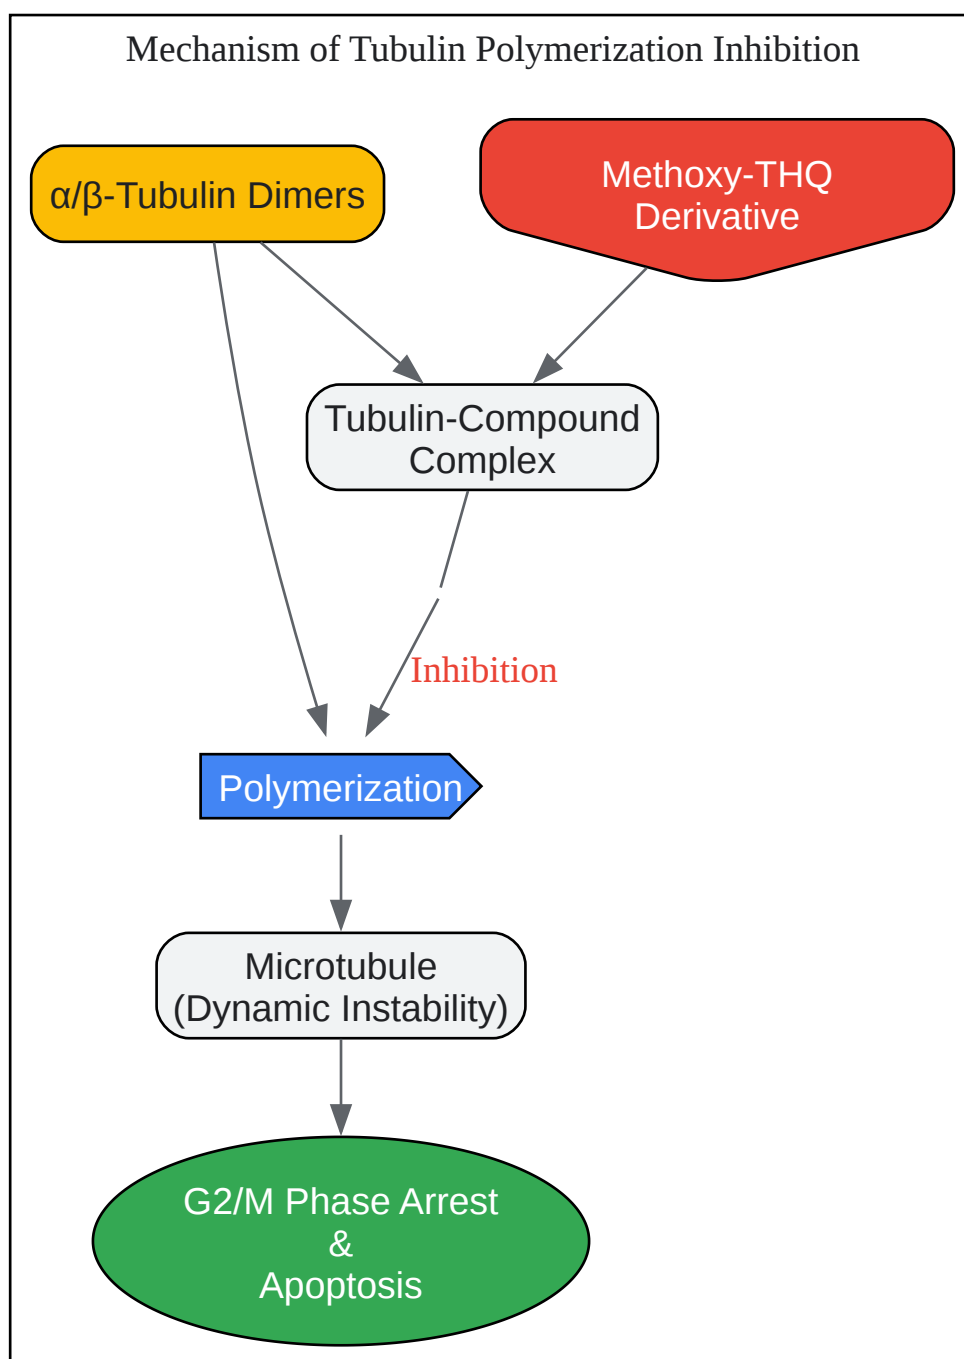 Mechanism of Tubulin Polymerization Inhibition
α/β-Tubulin Dimers
Methoxy-THQ
Derivative
Tubulin-Compound
Complex
Inhibition
Polymerization
Microtubule
(Dynamic Instability)
G2/M Phase Arrest
&
Apoptosis